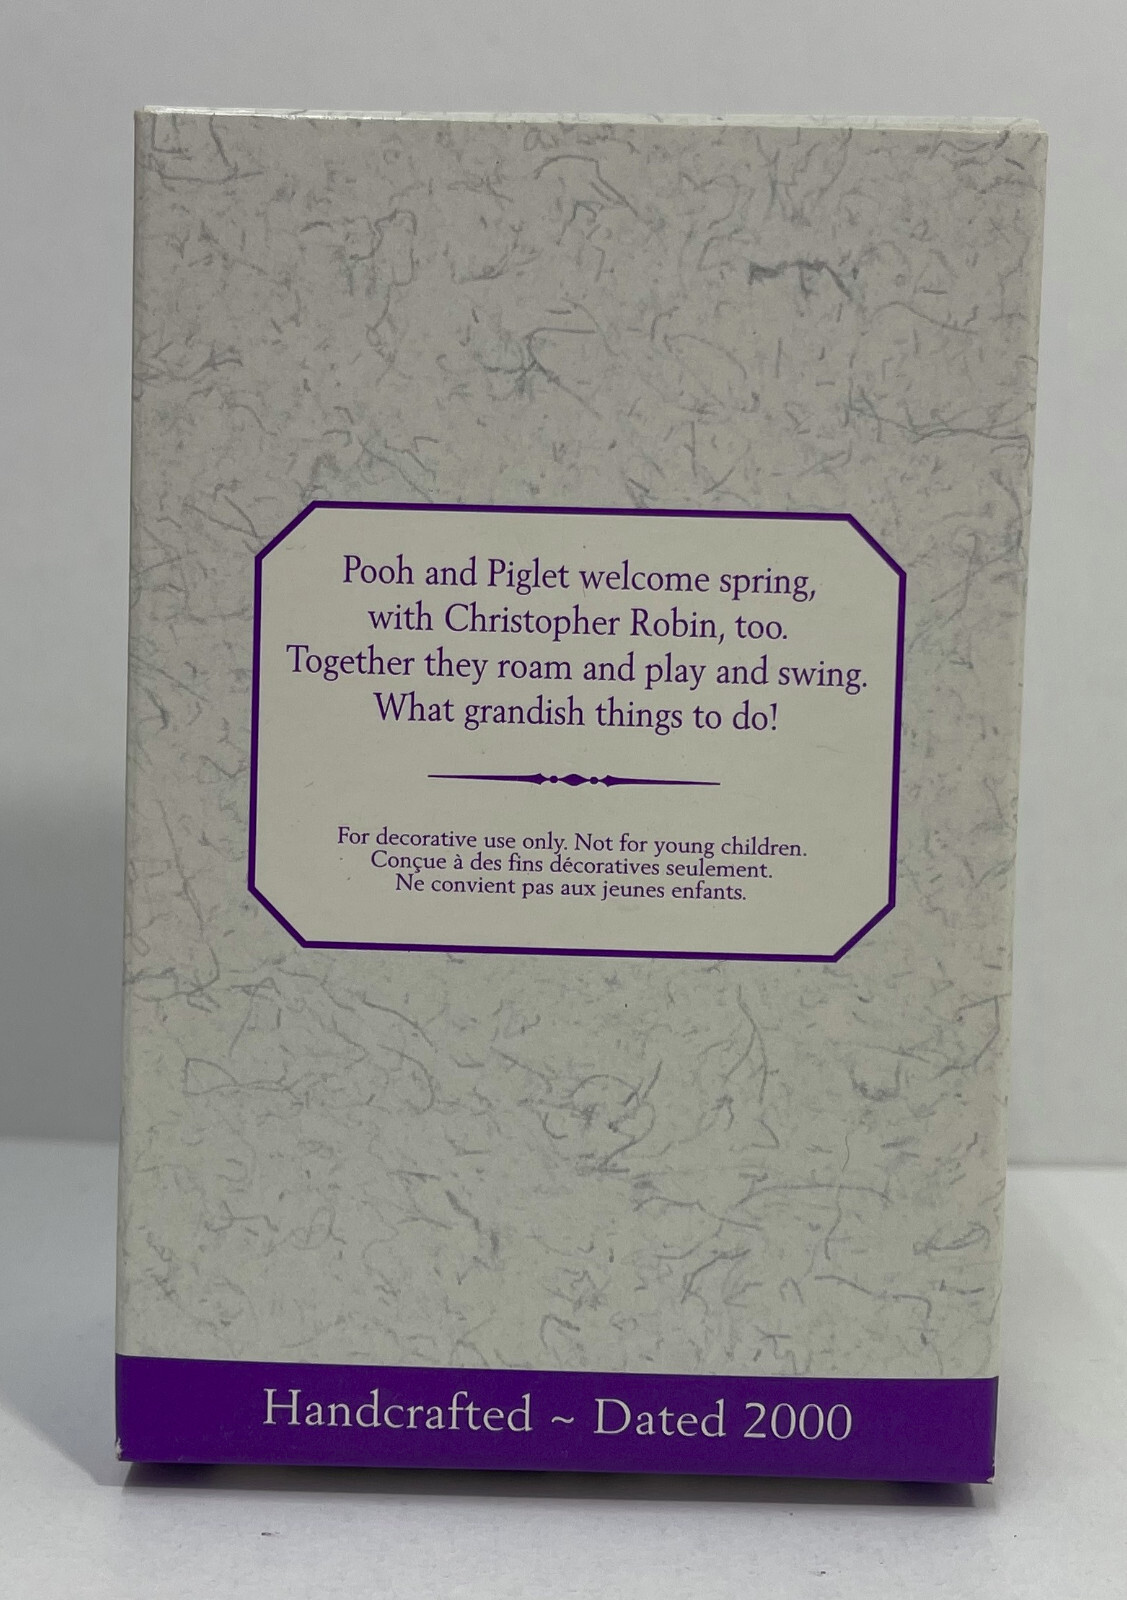 Pooh and Piglet welcome spring,
with Christopher Robin, too.
Together they roam and play and swing.
What grandish things to do!
For decorative use only. Not for young children.
Conçue à des fins décoratives seulement.
Ne convient pas aux jeunes enfants.
Handcrafted ~ Dated 2000